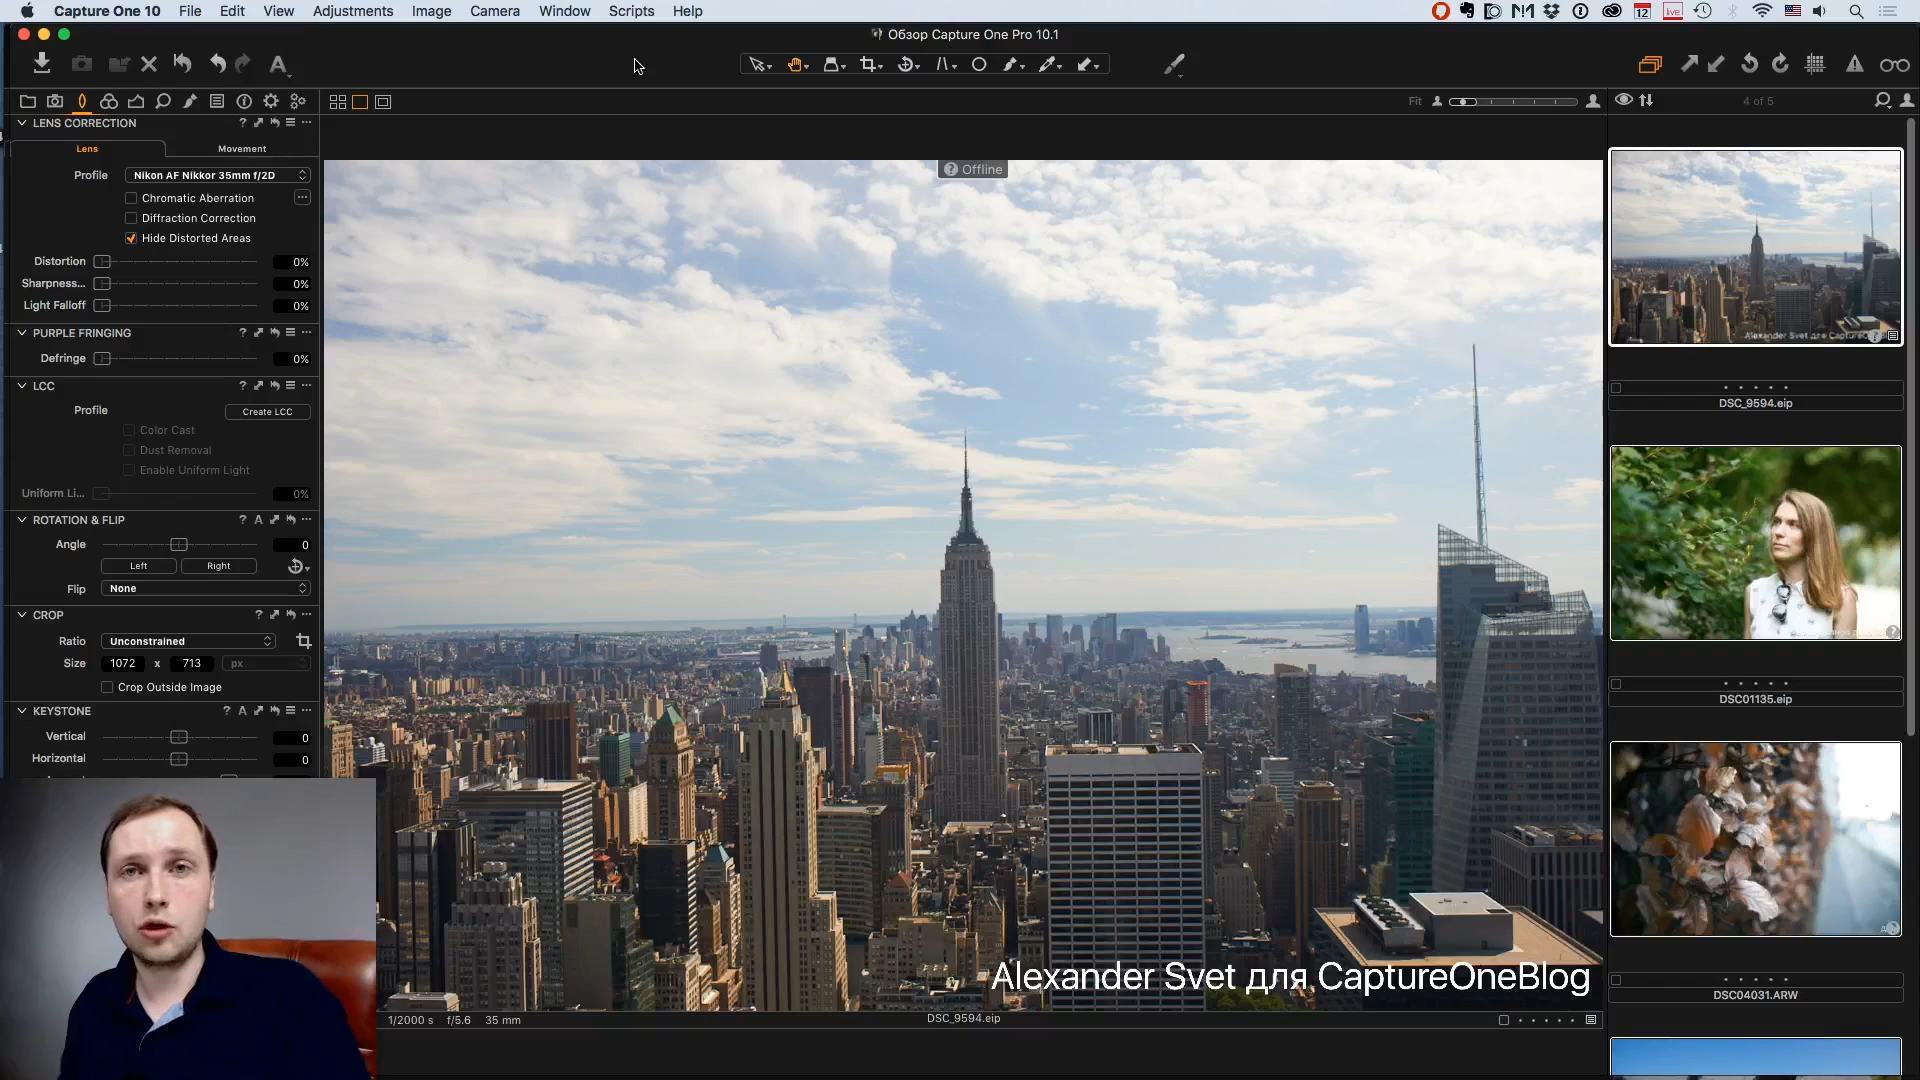 Capture One 10 File Edit View Adjustments Image Camera Window Scripts Help
12 live
Обзор Capture One Pro 10.1
LENS CORRECTION
Lens Movement
Profile Nikon AF Nikkor 35mm f/2D
Chromatic Aberration
Diffraction Correction
Hide Distorted Areas
Distortion 0%
Sharpness... 0%
Light Falloff 0%
PURPLE FRINGING
Defringe 0%
LCC
Profile Create LCC
Color Cast
Dust Removal
Enable Uniform Light
Uniform Li... 0%
ROTATION & FLIP
Angle 0
Left Right
Flip None
CROP
Ratio Unconstrained
Size 1072 x 713 px
Crop Outside Image
KEYSTONE
Vertical 0
Horizontal 0
Fit
Offline
Alexander Svet для CaptureOneBlog
1/2000 s f/5.6 35 mm
DSC_9594.eip
4 of 5
DSC_9594.eip
DSC01135.eip
DSC04031.ARW